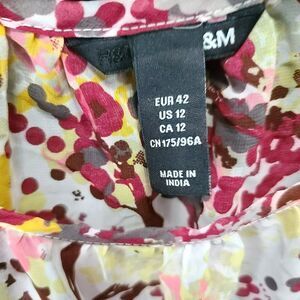 &M
EUR 42
US 12
CA 12
CN 175/96A
MADE IN
INDIA